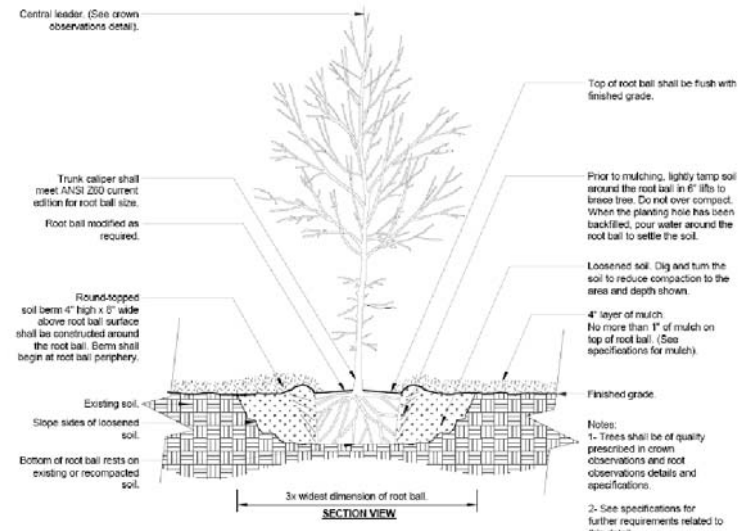 Central leader. (See crown
observations detail).
Trunk caliper shall
meet ANSI Z60 current
edition for root ball size.
Root ball modified as
required.
Round-topped
soil berm 4" high x 8" wide
above root ball surface
shall be constructed around
the root ball. Berm shall
begin at root ball periphery.
Existing soil.
Slope sides of loosened
soil.
Bottom of root ball rests on
existing or recompacted
soil.
Top of root ball shall be flush with
finished grade.
Prior to mulching, lightly tamp soil
around the root ball in 6" lifts to
brace tree. Do not over compact.
When the planting hole has been
backfilled, pour water around the
root ball to settle the soil.
Loosened soil. Dig and turn the
soil to reduce compaction to the
area and depth shown.
4" layer of mulch.
No more than 1" of mulch on
top of root ball. (See
specifications for mulch).
Finished grade.
Notes:
1- Trees shall be of quality
prescribed in crown
observations and root
observations details and
specifications.
2- See specifications for
further requirements related to
3x widest dimension of root ball.
SECTION VIEW